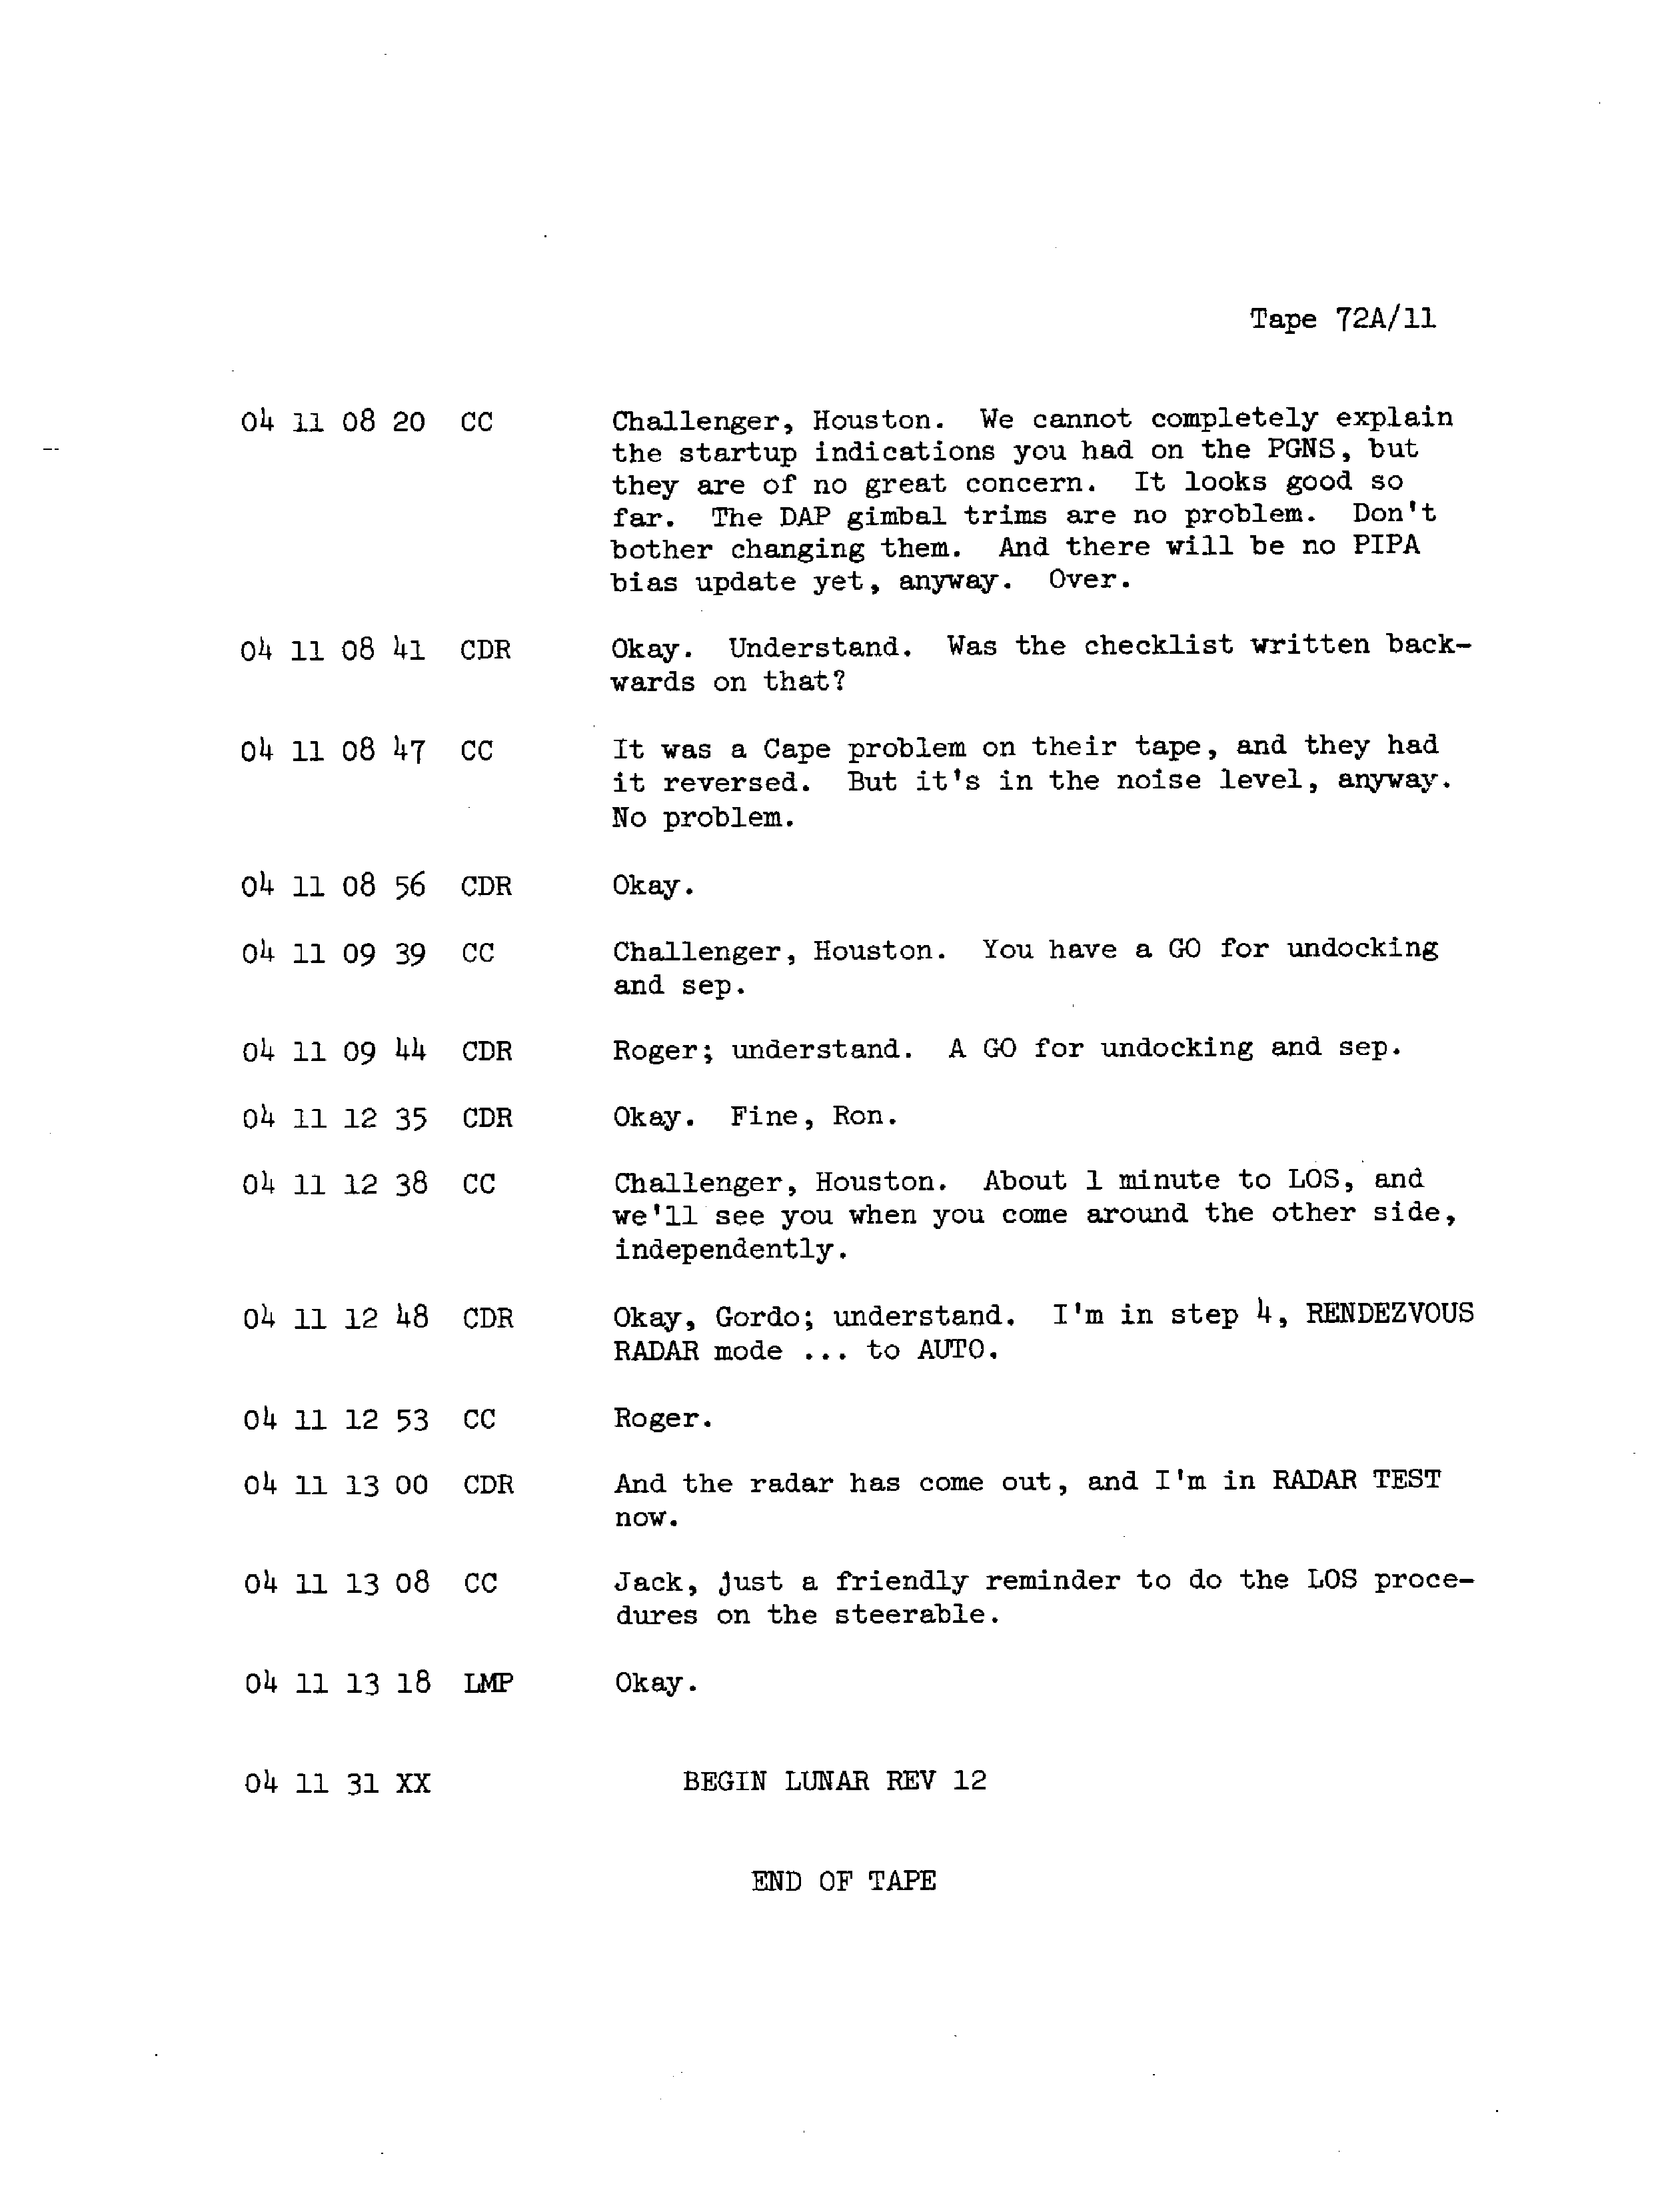 Tape 72A/11
04 11 08 20 CC Challenger, Houston. We cannot completely explain
the startup indications you had on the PGNS, but
they are of no great concern. It looks good so
far. The DAP gimbal trims are no problem. Don't
bother changing them. And there will be no PIPA
bias update yet, anyway. Over.
04 11 08 41 CDR Okay. Understand. Was the checklist written back-
wards on that?
04 11 08 47 CC It was a Cape problem on their tape, and they had
it reversed. But it's in the noise level, anyway.
No problem.
04 11 08 56 CDR Okay.
04 11 09 39 CC Challenger, Houston. You have a GO for undocking
and sep.
04 11 09 44 CDR Roger; understand. A GO for undocking and sep.
04 11 12 35 CDR Okay. Fine, Ron.
04 11 12 38 CC Challenger, Houston. About 1 minute to LOS, and
we'll see you when you come around the other side,
independently.
04 11 12 48 CDR Okay, Gordo; understand. I'm in step 4, RENDEZVOUS
RADAR mode ... to AUTO.
04 11 12 53 CC Roger.
04 11 13 00 CDR And the radar has come out, and I'm in RADAR TEST
now.
04 11 13 08 CC Jack, just a friendly reminder to do the LOS proce-
dures on the steerable.
04 11 13 18 LMP Okay.
04 11 31 XX BEGIN LUNAR REV 12
END OF TAPE